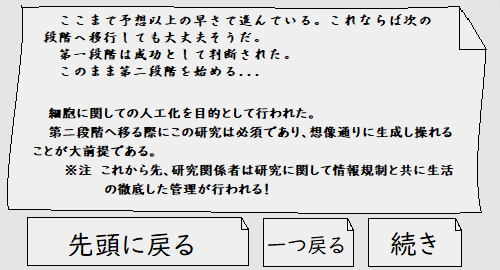 ここまで予想以上の早さで進んでいる。これならば次の
段階へ移行しても大丈夫そうだ。
第一段階は成功として判断された。
このまま第二段階を始める...
細胞に関しての人工化を目的として行われた。
第二段階へ移る際にこの研究は必須であり、想像通りに生成し操れる
ことが大前提である。
※注 これから先、研究関係者は研究に関して情報規制と共に生活
の徹底した管理が行われる!
先頭に戻る
一つ戻る
続き